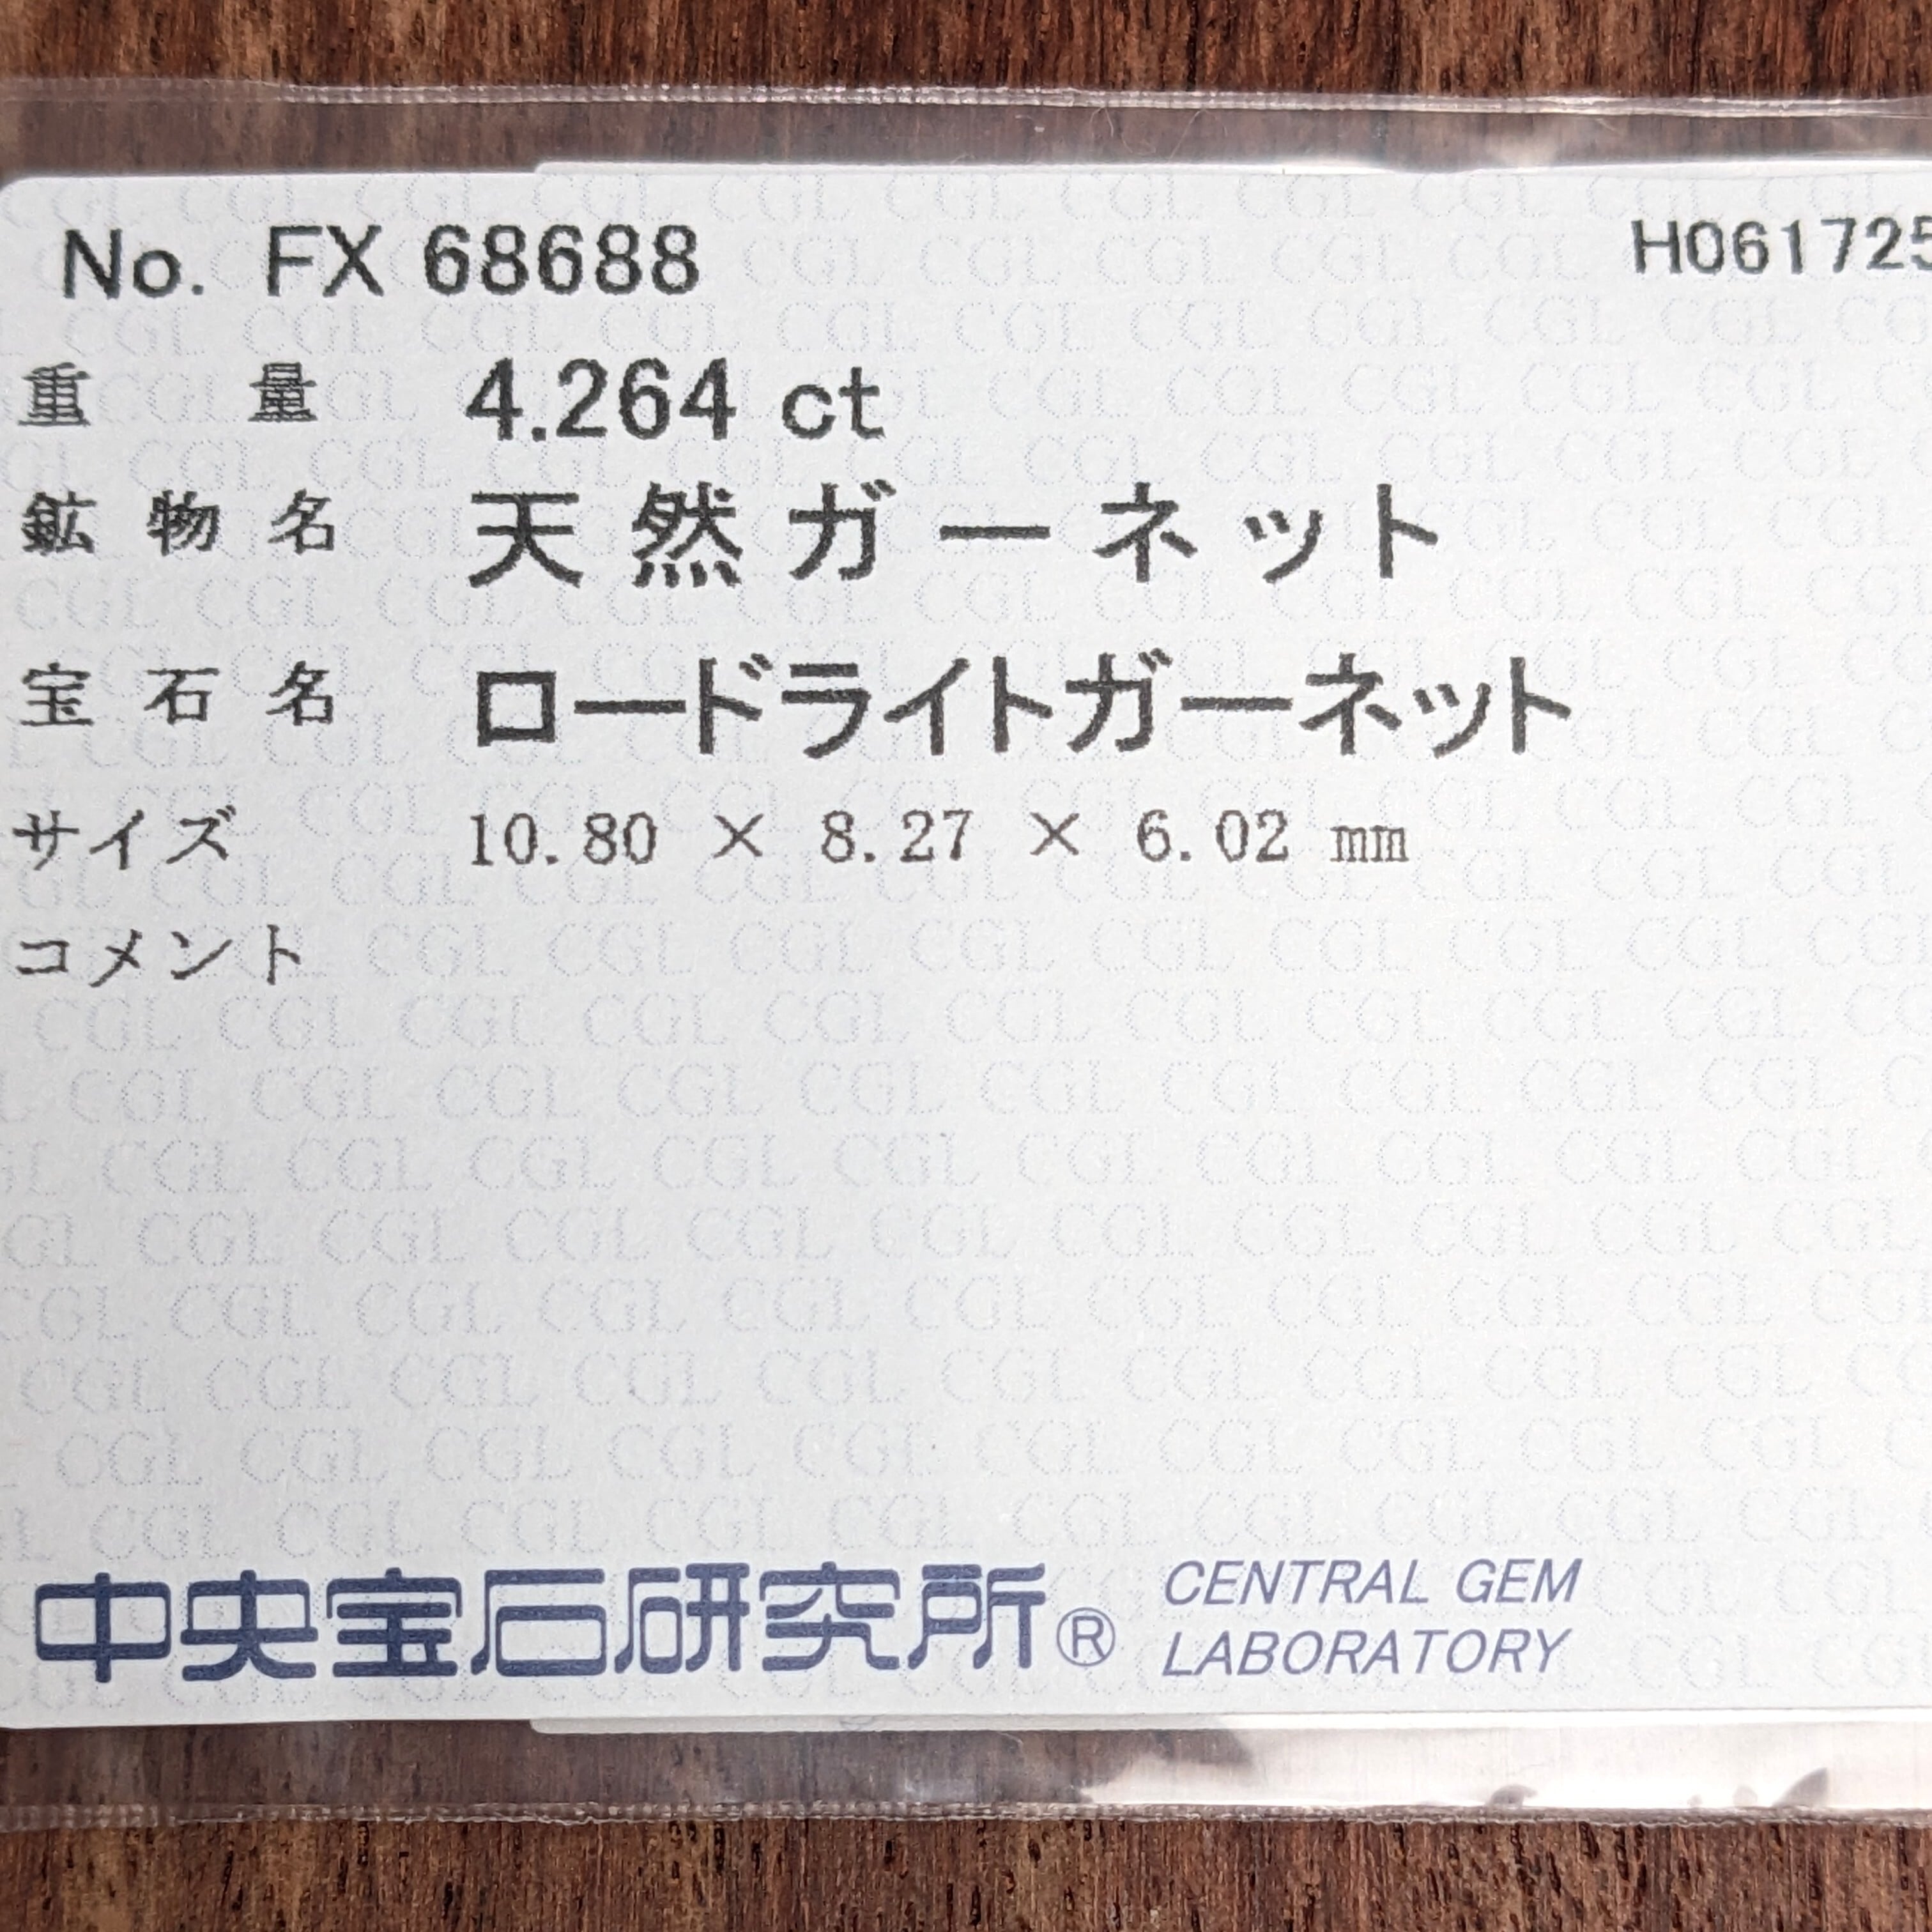 No. FX 68688 H061725
重量 4.264 ct
鉱物名 天然ガーネット
宝石名 ロードライトガーネット
サイズ 10.80 × 8.27 × 6.02 mm
コメント
中央宝石研究所® CENTRAL GEM
LABORATORY